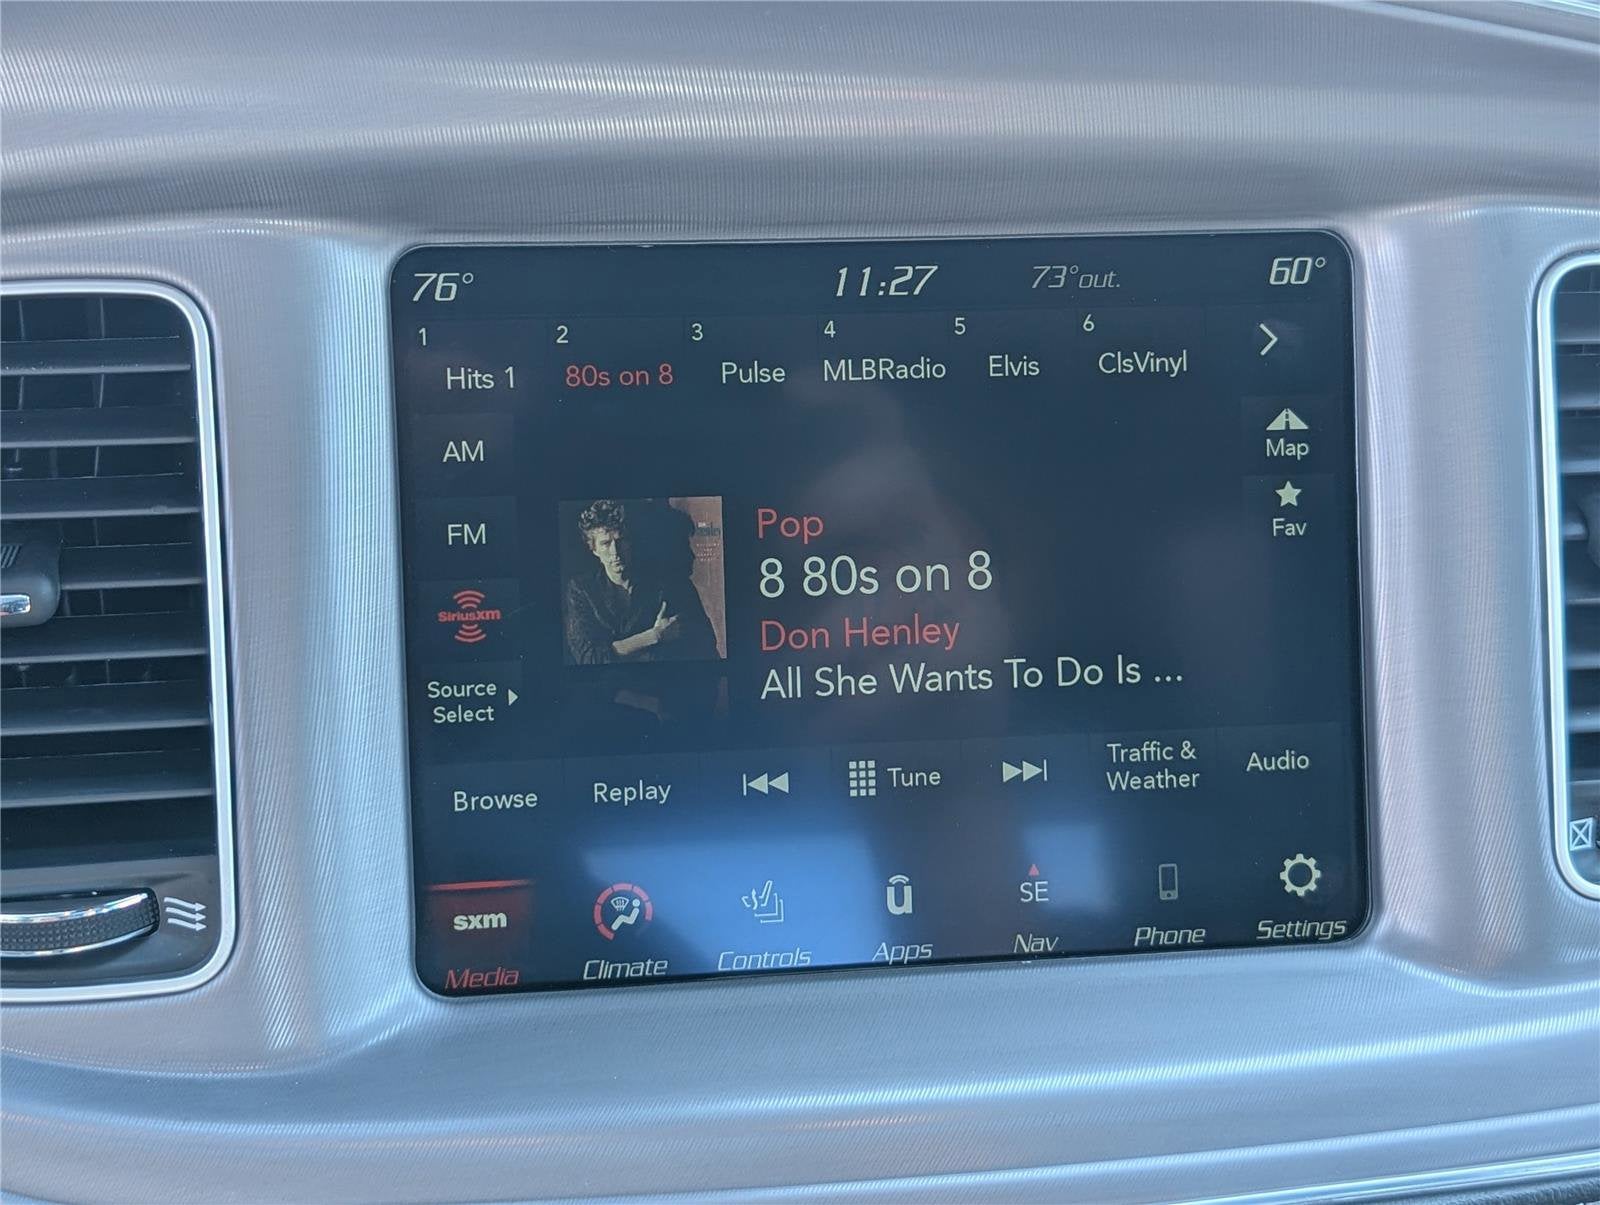 76° 11:27 73°out. 60°
1 2 3 4 5 6
Hits 1 80s on 8 Pulse MLBRadio Elvis ClsVinyl
AM
Map
FM
Fav
SiriusXM
Pop
8 80s on 8
Don Henley
All She Wants To Do Is ...
Source
Select
Browse Replay Tune Traffic & Audio
Weather
sxm
SE
Media Climate Controls Apps Nav Phone Settings